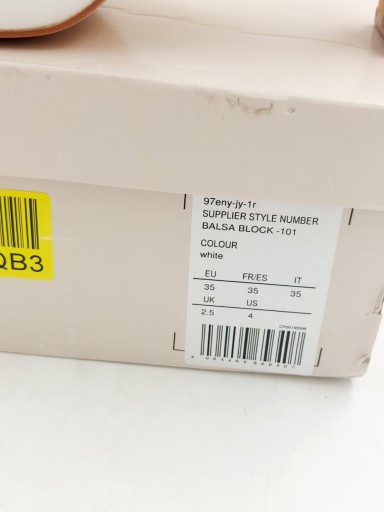 97eny-jy-1r
SUPPLIER STYLE NUMBER
BALSA BLOCK -101
COLOUR
white
EU FR/ES IT
35 35 35
UK US
2.5 4
QB3